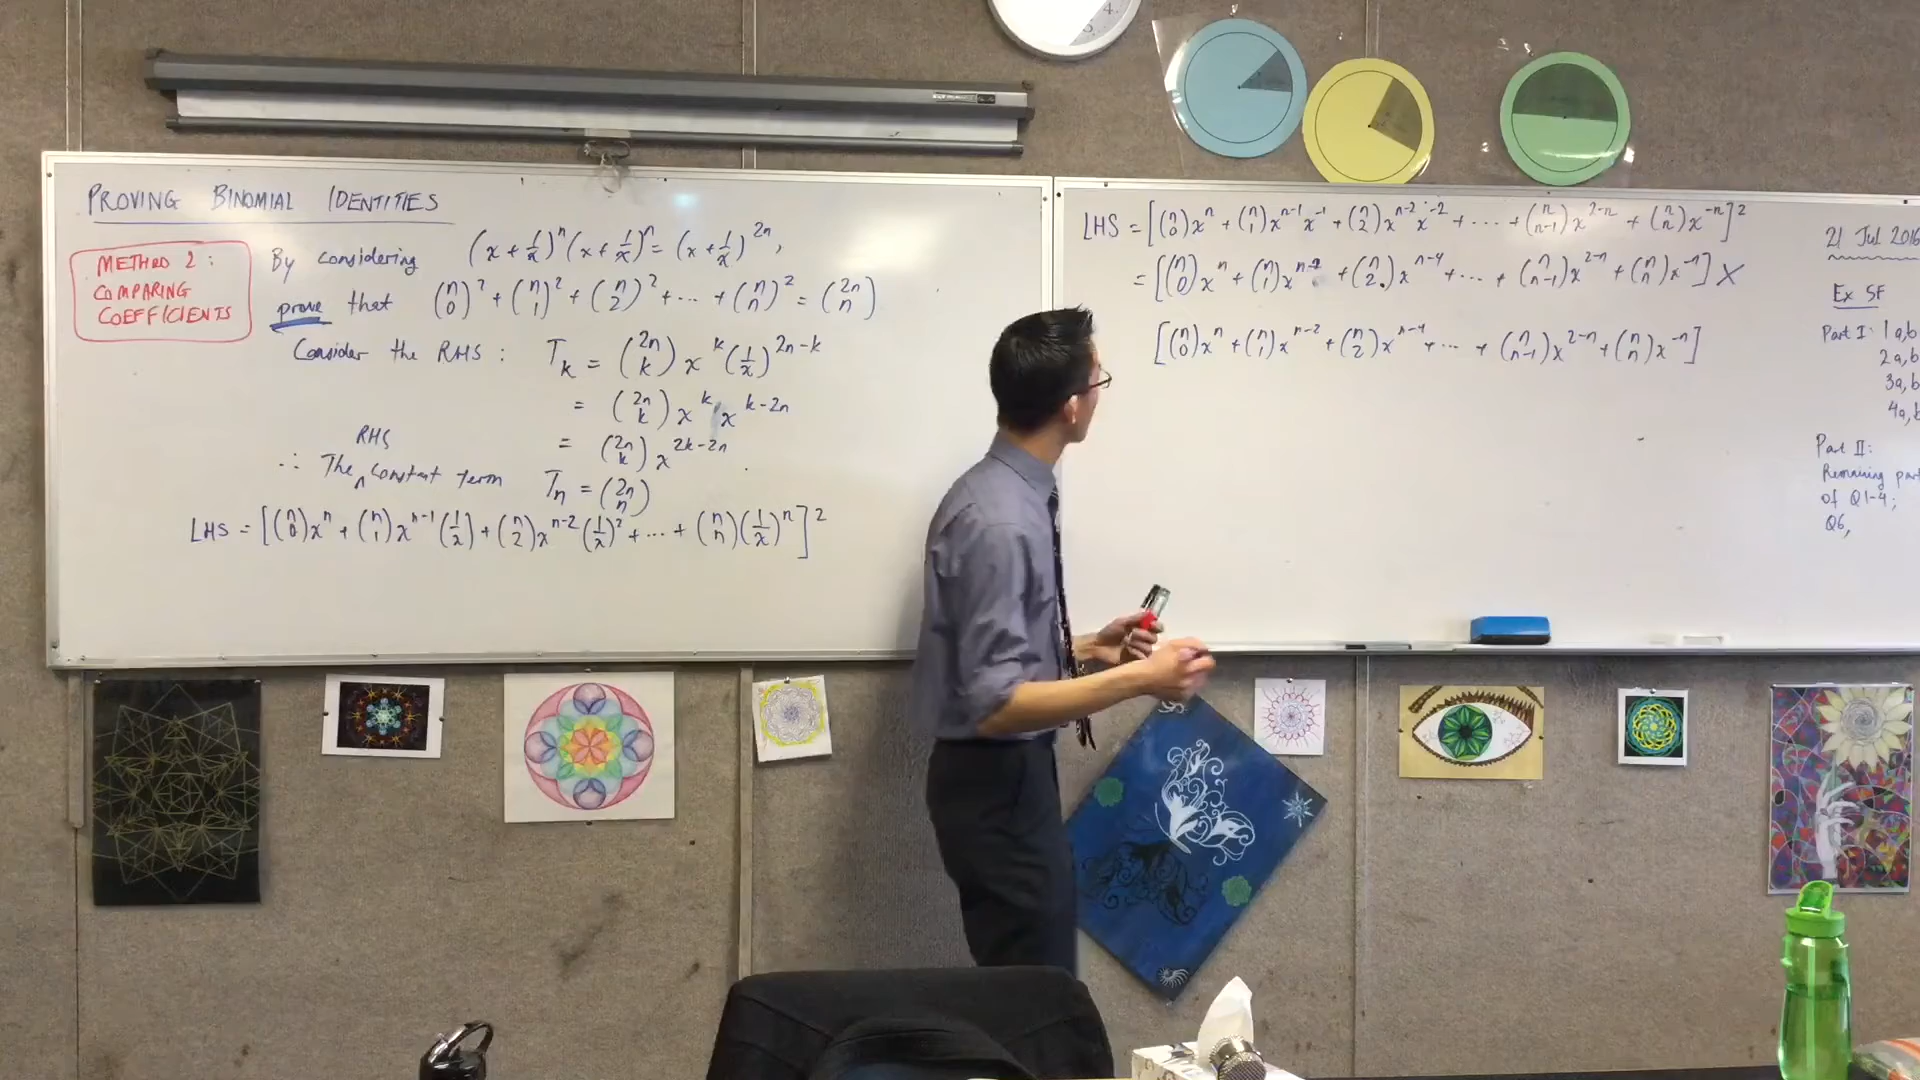 PROVING BINOMIAL IDENTITIES
METHOD 2:
COMPARING
COEFFICIENTS
By considering (x + 1/x)^n (x + 1/x)^n = (x + 1/x)^2n,
prove that (n 0)^2 + (n 1)^2 + (n 2)^2 + ... + (n n)^2 = (2n n)
Consider the RHS: T_k = (2n k) x^k (1/x)^2n-k
= (2n k) x^k x^k-2n
= (2n k) x^2k-2n
∴ The RHS constant term T_n = (2n n)
LHS = [(n 0)x^n + (n 1)x^n-1 (1/x) + (n 2)x^n-2 (1/x)^2 + ... + (n n)(1/x)^n]^2
LHS = [(n 0)x^n + (n 1)x^n-1 x^-1 + (n 2)x^n-2 x^-2 + .... + (n n-1)x^2-n + (n n)x^-n]^2
= [(n 0)x^n + (n 1)x^n-2 + (n 2)x^n-4 + ... + (n n-1)x^2-n + (n n)x^-n] ×
[(n 0)x^n + (n 1)x^n-2 + (n 2)x^n-4 + ... + (n n-1)x^2-n + (n n)x^-n]
21 Jul 2016
Ex 5F
Part I: 1a,b
2a,b
3a,b
4a,b
Part II:
Remaining part
of Q1-4;
Q6,